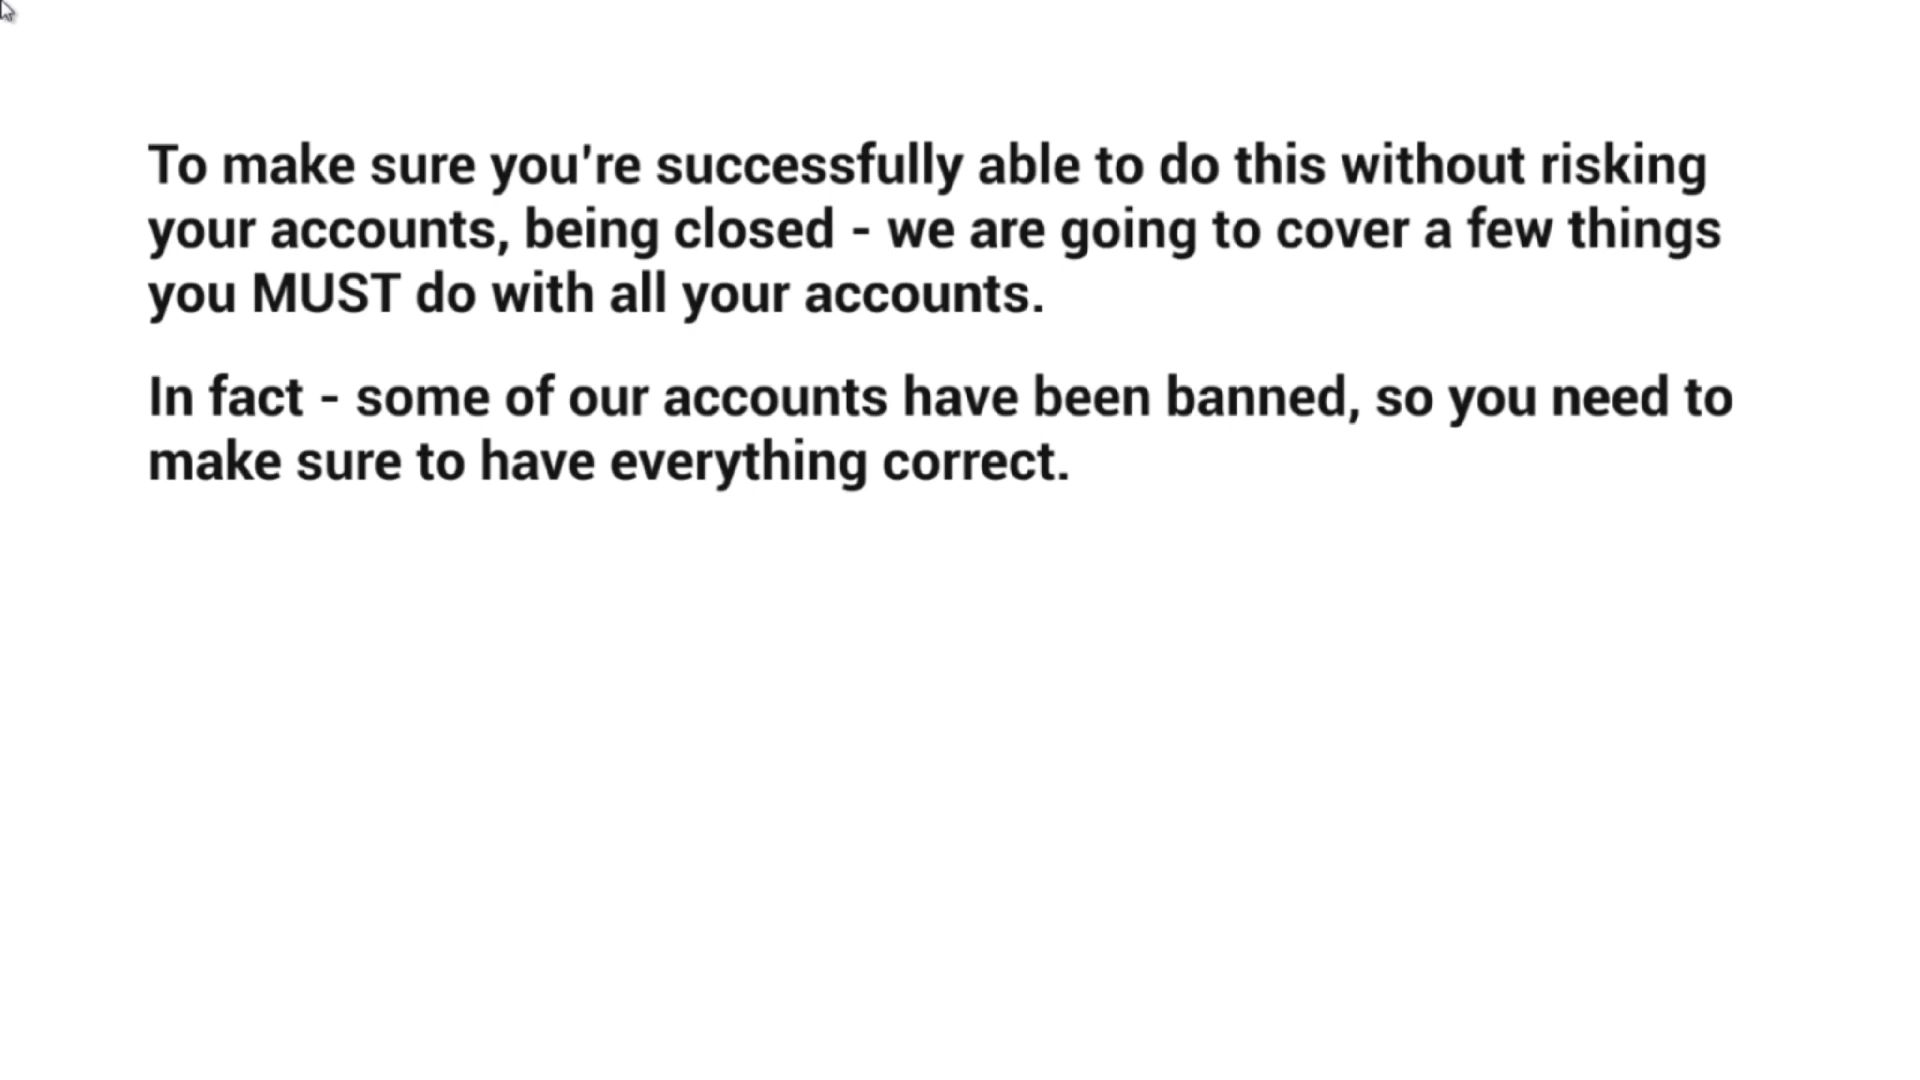 To make sure you're successfully able to do this without risking
your accounts, being closed - we are going to cover a few things
you MUST do with all your accounts.
In fact - some of our accounts have been banned, so you need to
make sure to have everything correct.